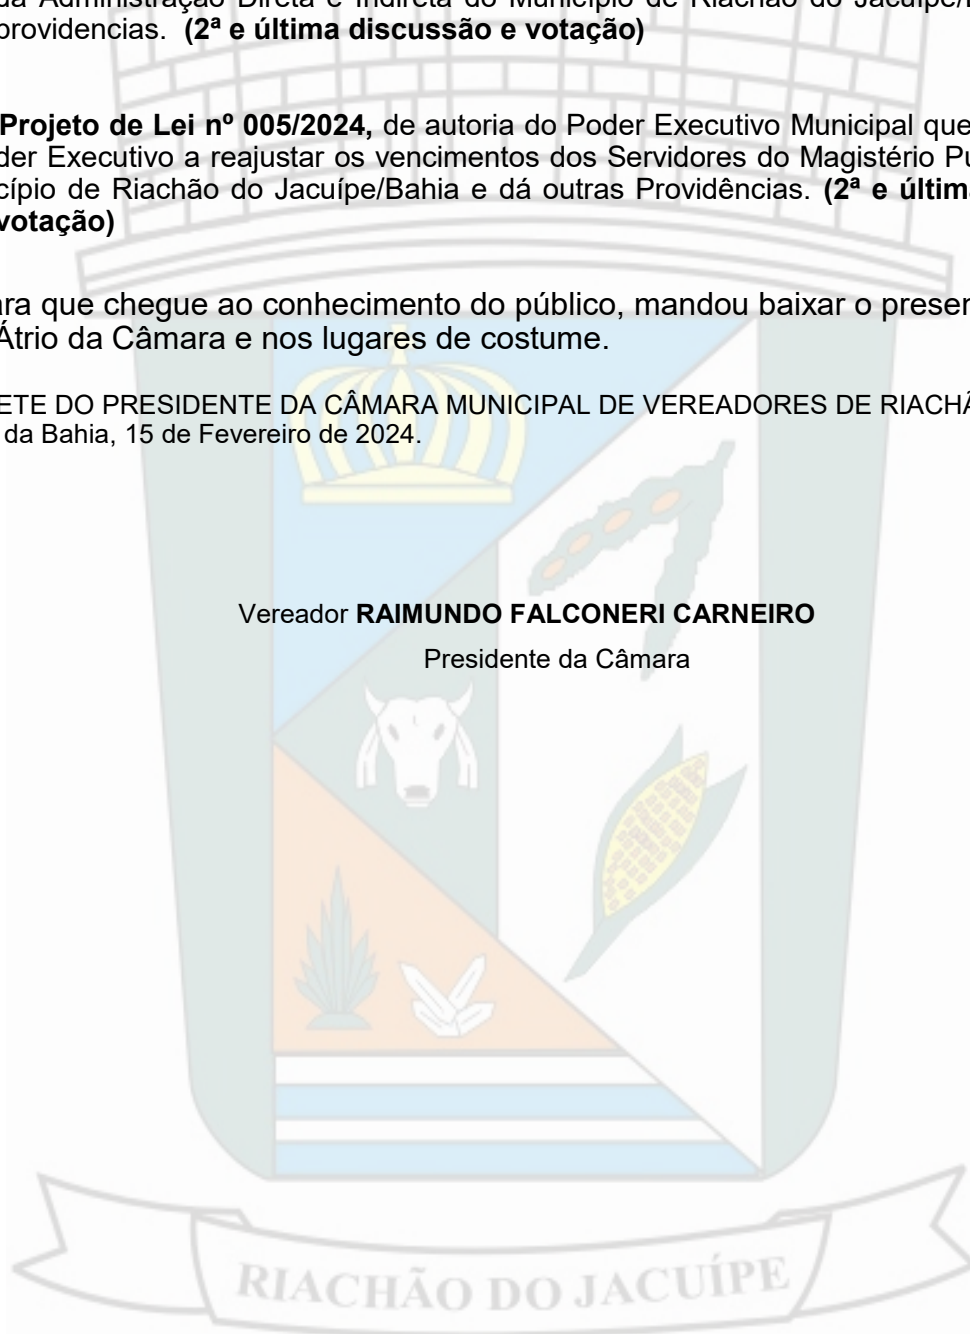 da Administração Direta e Indireta do Município de Riachão do Jacuípe/
providencias. (2ª e última discussão e votação)
Projeto de Lei nº 005/2024, de autoria do Poder Executivo Municipal que
der Executivo a reajustar os vencimentos dos Servidores do Magistério Pú
cípio de Riachão do Jacuípe/Bahia e dá outras Providências. (2ª e última
votação)
ara que chegue ao conhecimento do público, mandou baixar o presen
Átrio da Câmara e nos lugares de costume.
ETE DO PRESIDENTE DA CÂMARA MUNICIPAL DE VEREADORES DE RIACHÃ
da Bahia, 15 de Fevereiro de 2024.
Vereador RAIMUNDO FALCONERI CARNEIRO
Presidente da Câmara
RIACHÃO DO JACUÍPE